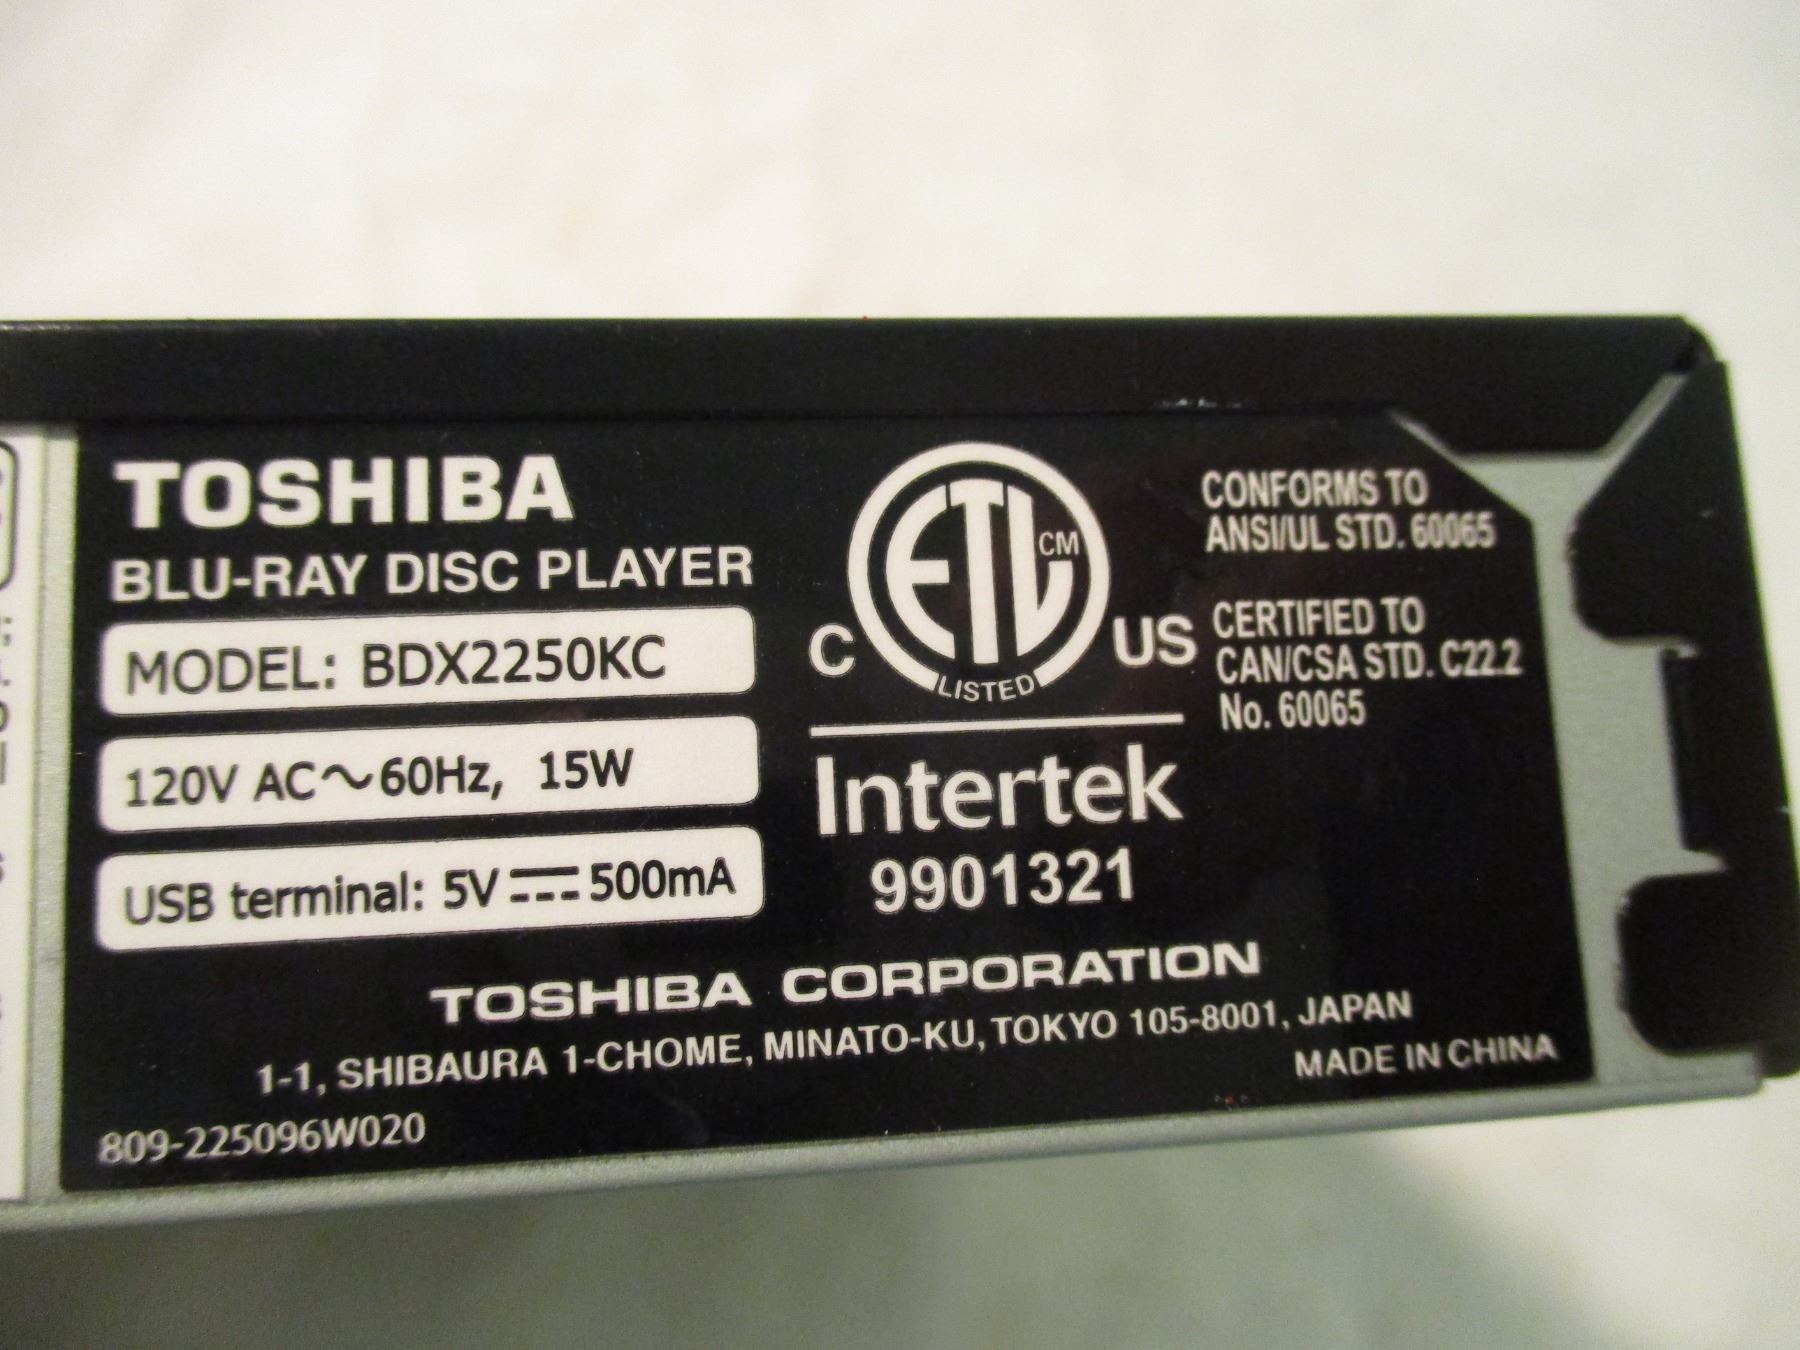 TOSHIBA
BLU-RAY DISC PLAYER
MODEL: BDX2250KC
120V AC~60Hz, 15W
USB terminal: 5V⎓500mA
ETL CM
LISTED
C US
Intertek
9901321
CONFORMS TO
ANSI/UL STD. 60065
CERTIFIED TO
CAN/CSA STD. C22.2
No. 60065
TOSHIBA CORPORATION
1-1, SHIBAURA 1-CHOME, MINATO-KU, TOKYO 105-8001, JAPAN
MADE IN CHINA
809-225096W020